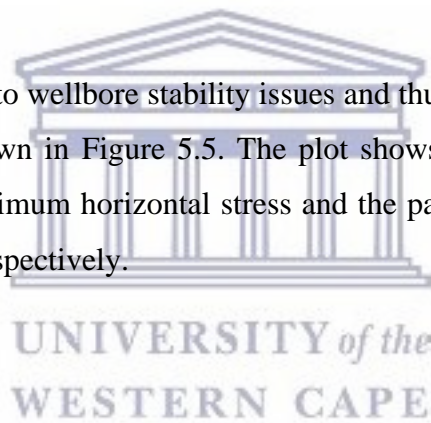 to wellbore stability issues and thu
wn in Figure 5.5. The plot shows
imum horizontal stress and the pa
spectively.
UNIVERSITY of the
WESTERN CAPE